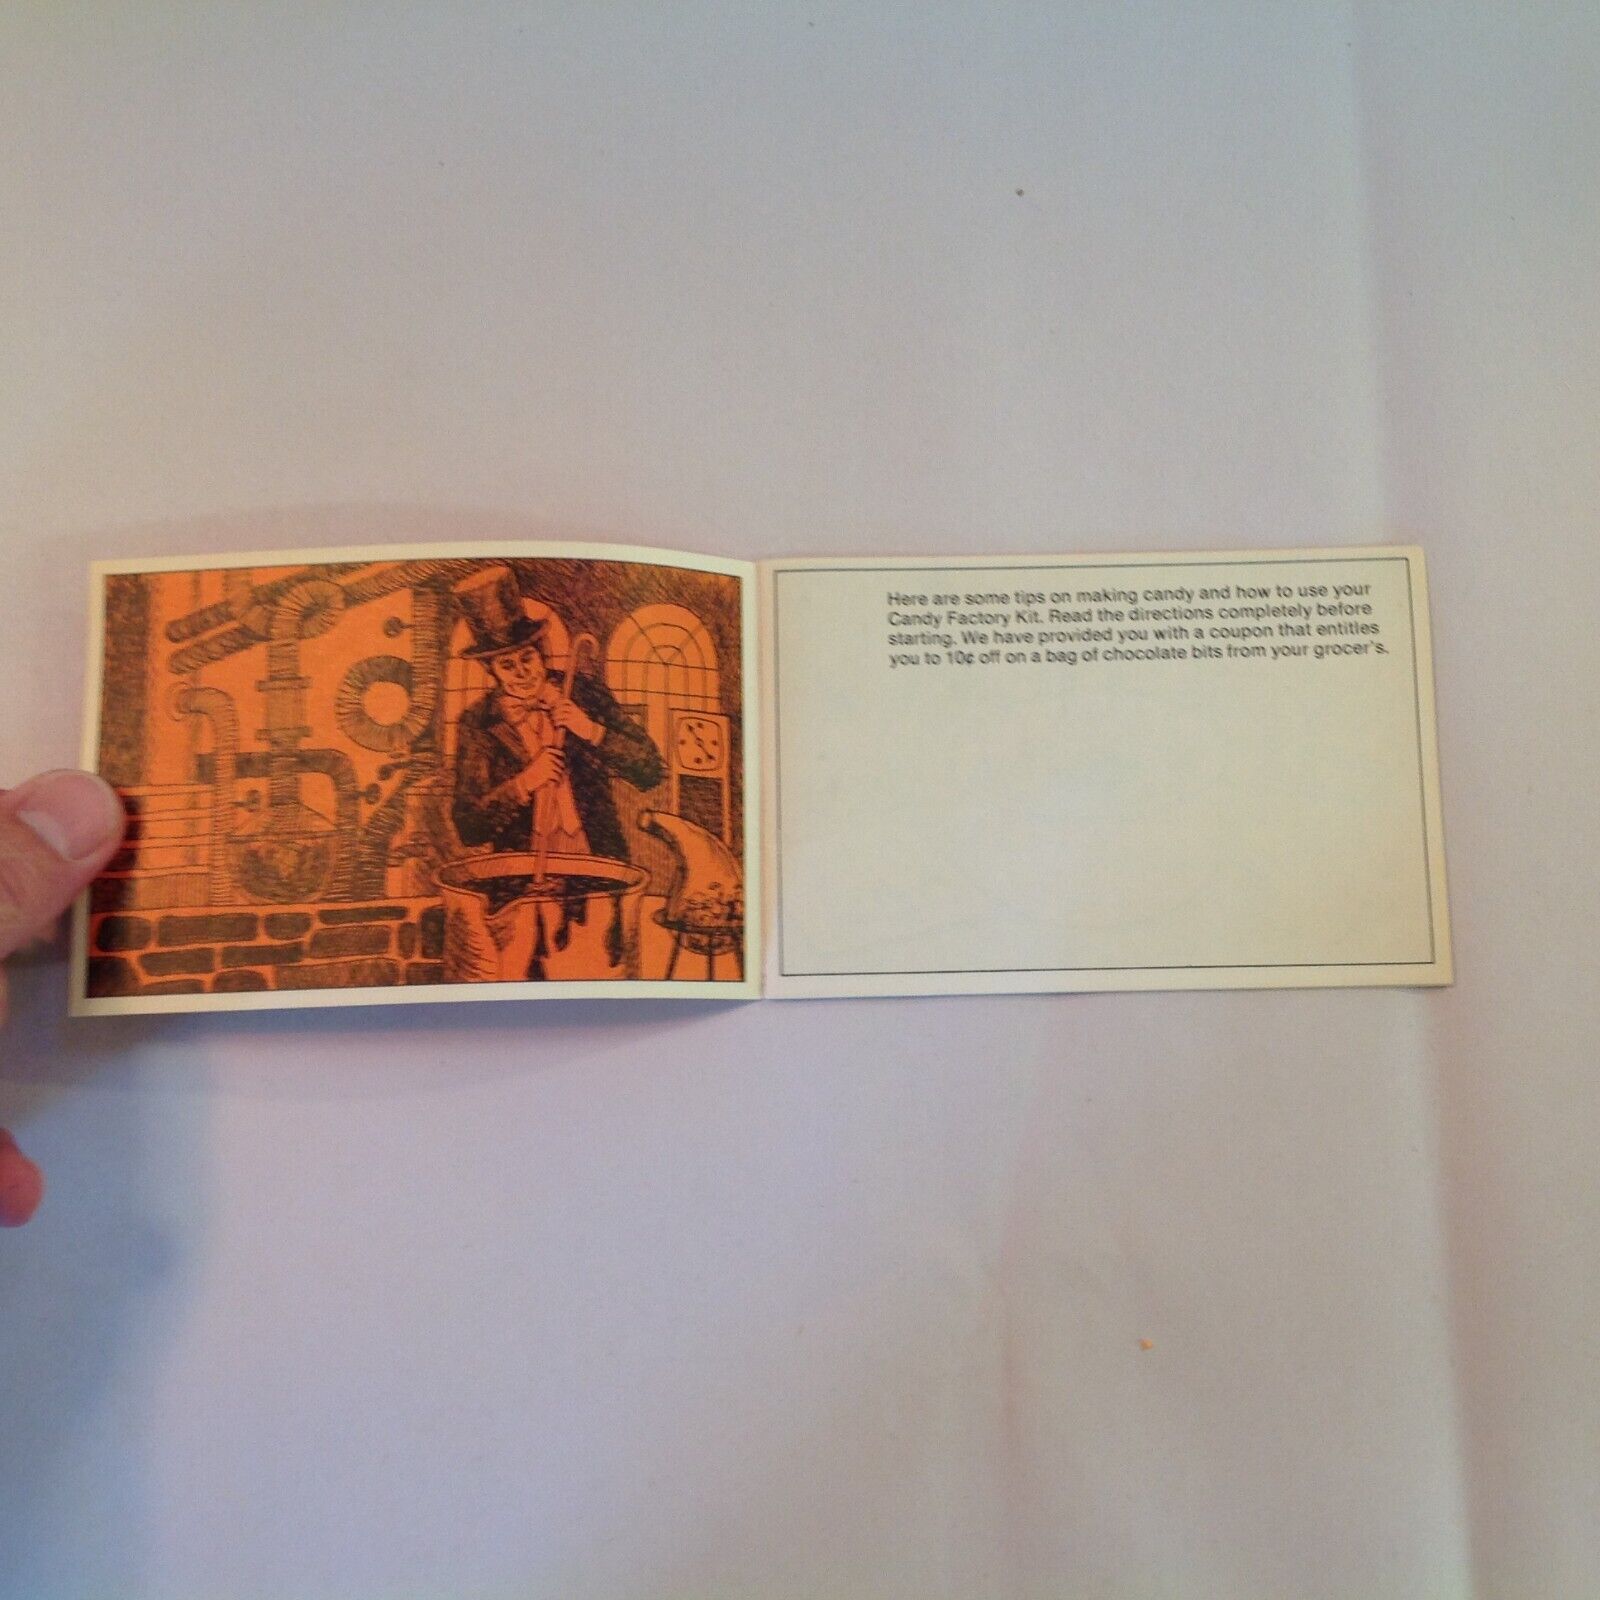 Here are some tips on making candy and how to use your
Candy Factory Kit. Read the directions completely before
starting. We have provided you with a coupon that entitles
you to 10¢ off on a bag of chocolate bits from your grocer's.